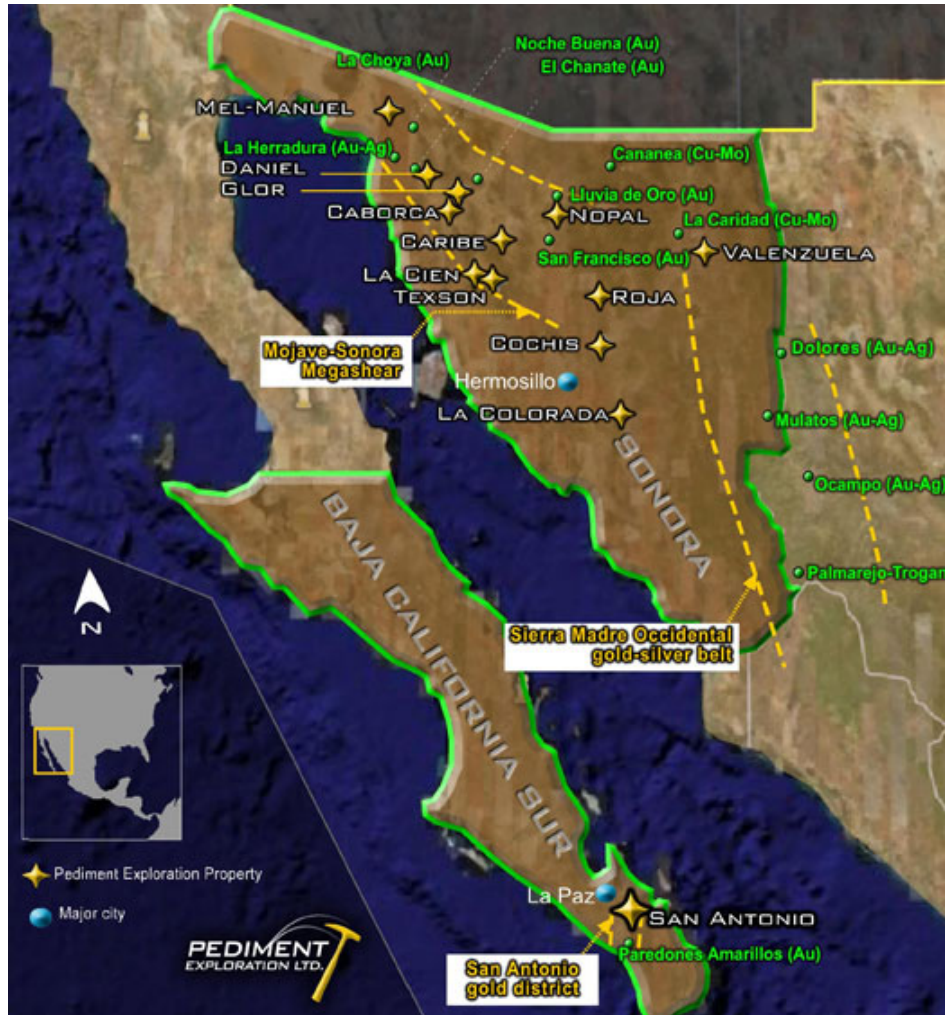 Noche Buena (Au)
La Choya (Au)
El Chanate (Au)
MEL-MANUEL
La Herradura (Au-Ag)
Cananea (Cu-Mo)
DANIEL
GLOR
Lluvia de Oro (Au)
CABORCA
NOPAL
La Caridad (Cu-Mo)
CARIBE
San Francisco (Au)
VALENZUELA
LA CIEN
TEXSON
ROJA
Mojave-Sonora
Megashear
COCHIS
Dolores (Au-Ag)
Hermosillo
LA COLORADA
Mulatos (Au-Ag)
SONORA
Ocampo (Au-Ag)
BAJA CALIFORNIA SUR
Palmarejo-Trogan
N
Sierra Madre Occidental
gold-silver belt
Pediment Exploration Property
Major city
La Paz
SAN ANTONIO
PEDIMENT
EXPLORATION LTD.
Paredones Amarillos (Au)
San Antonio
gold district